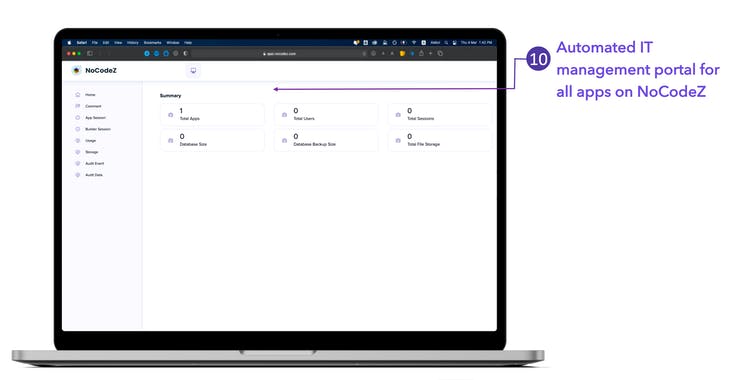 Safari File Edit View History Bookmarks Window Help
Thu 4 Mar 1:42 PM
apps.nocodez.com
NoCodeZ
Home
Comment
App Session
Builder Session
Usage
Storage
Audit Event
Audit Data
Summary
1
Total Apps
0
Total Users
0
Total Sessions
0
Database Size
0
Database Backup Size
0
Total File Storage
10
Automated IT
management portal for
all apps on NoCodeZ